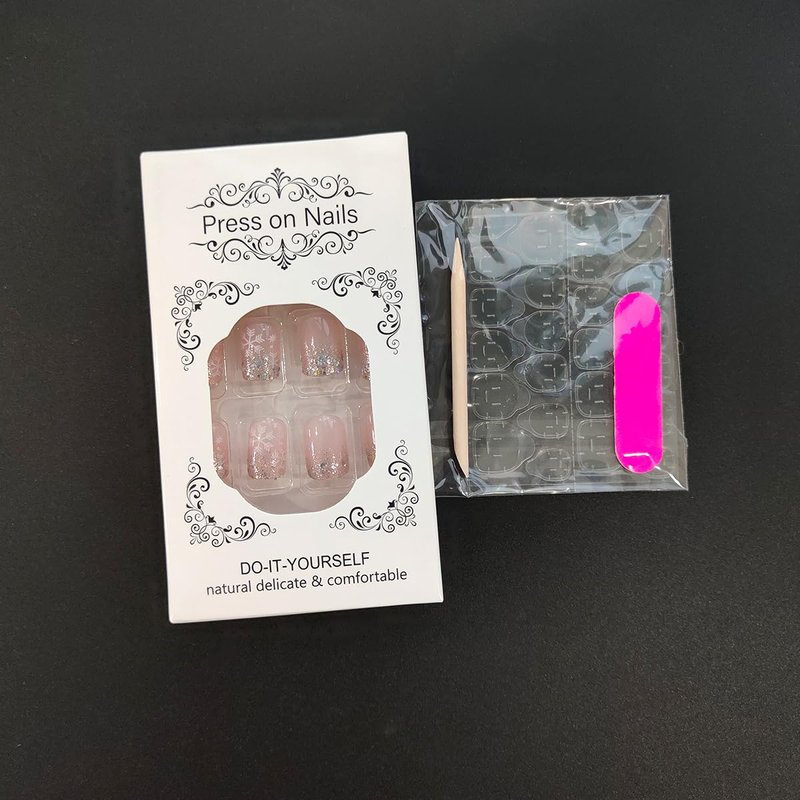 Press on Nails
DO-IT-YOURSELF
natural delicate & comfortable